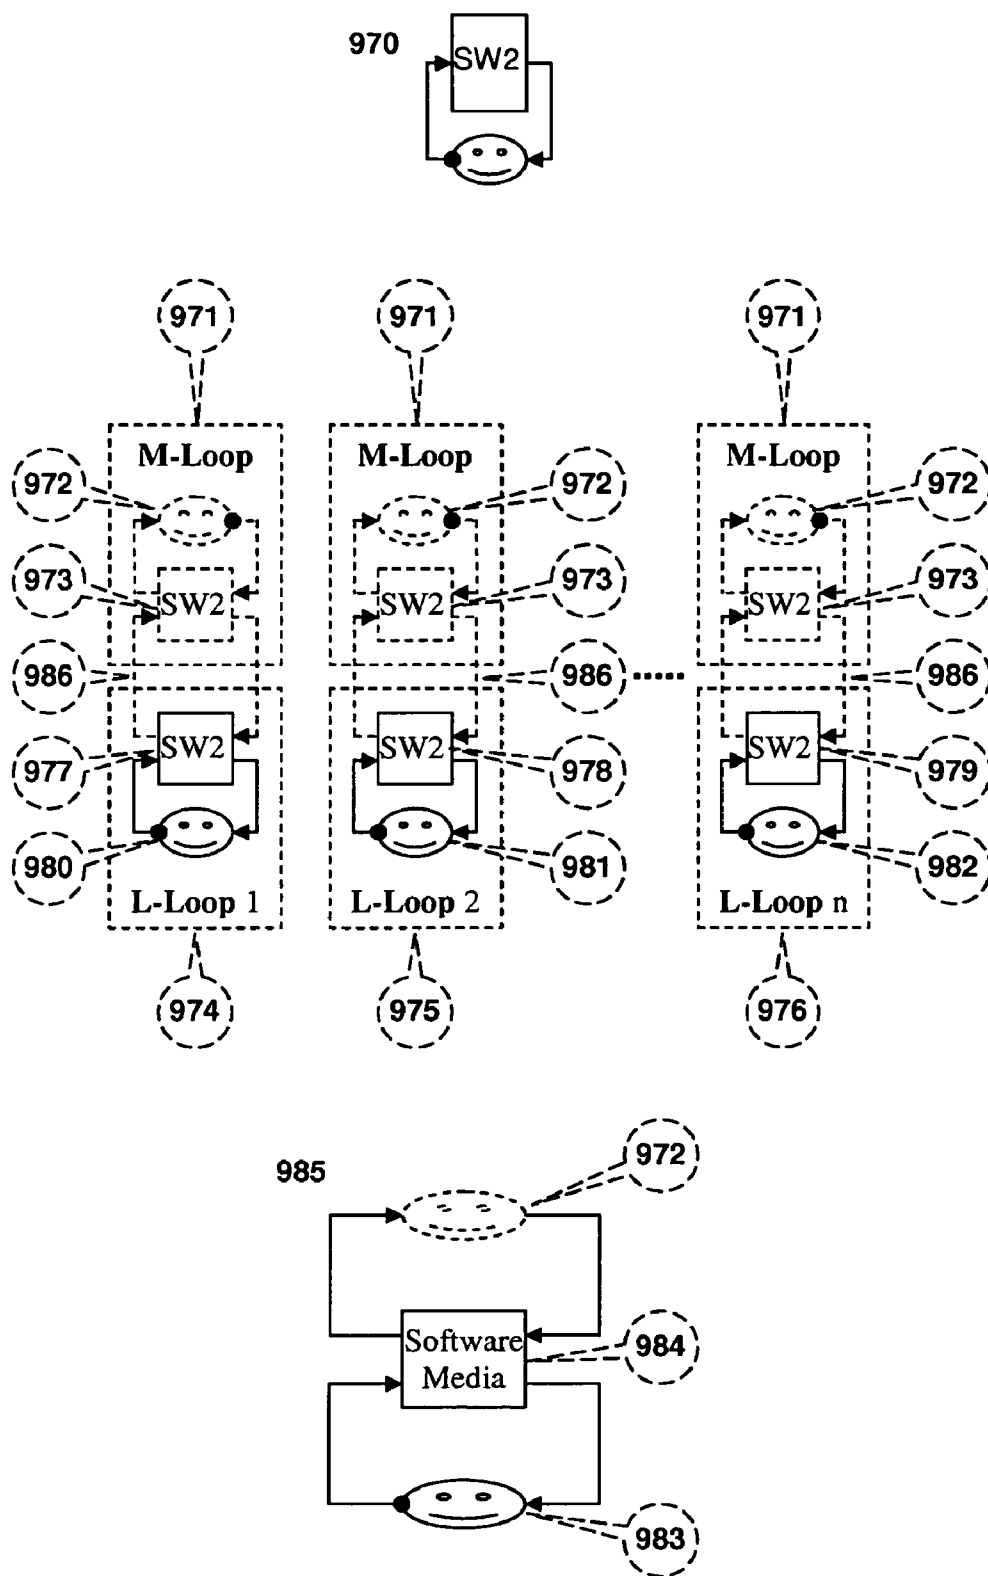 970
SW2
971 971 971
M-Loop M-Loop M-Loop
972 972 972
973 SW2 SW2 973 SW2 973
986 986 986
977 SW2 SW2 978 SW2 979
980 981 982
L-Loop 1 L-Loop 2 L-Loop n
974 975 976
985 972
Software
Media
984
983